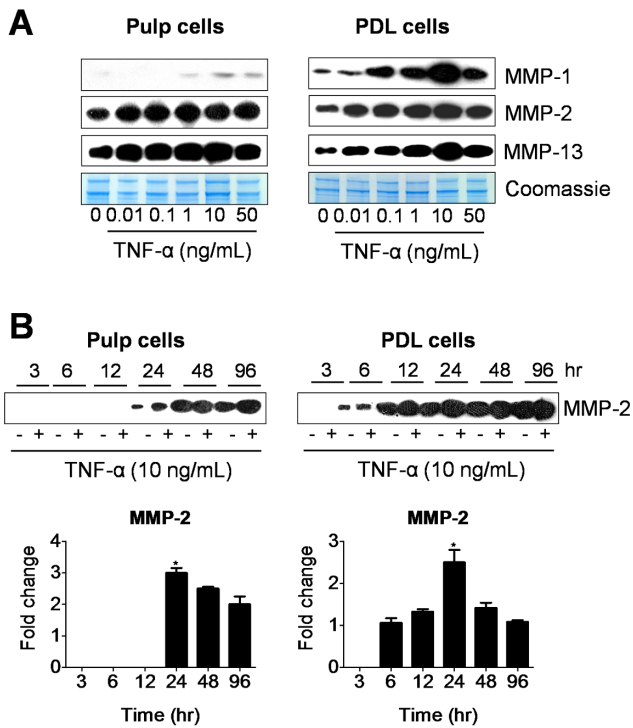 A
Pulp cells PDL cells
MMP-1
MMP-2
MMP-13
Coomassie
0 0.01 0.1 1 10 50 0 0.01 0.1 1 10 50
TNF-α (ng/mL) TNF-α (ng/mL)
B
Pulp cells PDL cells
3 6 12 24 48 96 3 6 12 24 48 96 hr
MMP-2
- + - + - + - + - + - + - + - + - + - + - + - +
TNF-α (10 ng/mL) TNF-α (10 ng/mL)
MMP-2 MMP-2
Fold change
4
3
2
1
0
*
3 6 12 24 48 96
Time (hr)
Fold change
3
2
1
0
*
3 6 12 24 48 96
Time (hr)